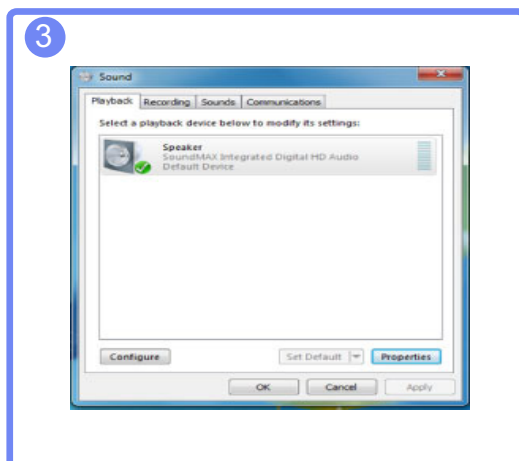 3
Sound
Playback Recording Sounds Communications
Select a playback device below to modify its settings:
Speaker
SoundMAX Integrated Digital HD Audio
Default Device
Configure Set Default Properties
OK Cancel Apply